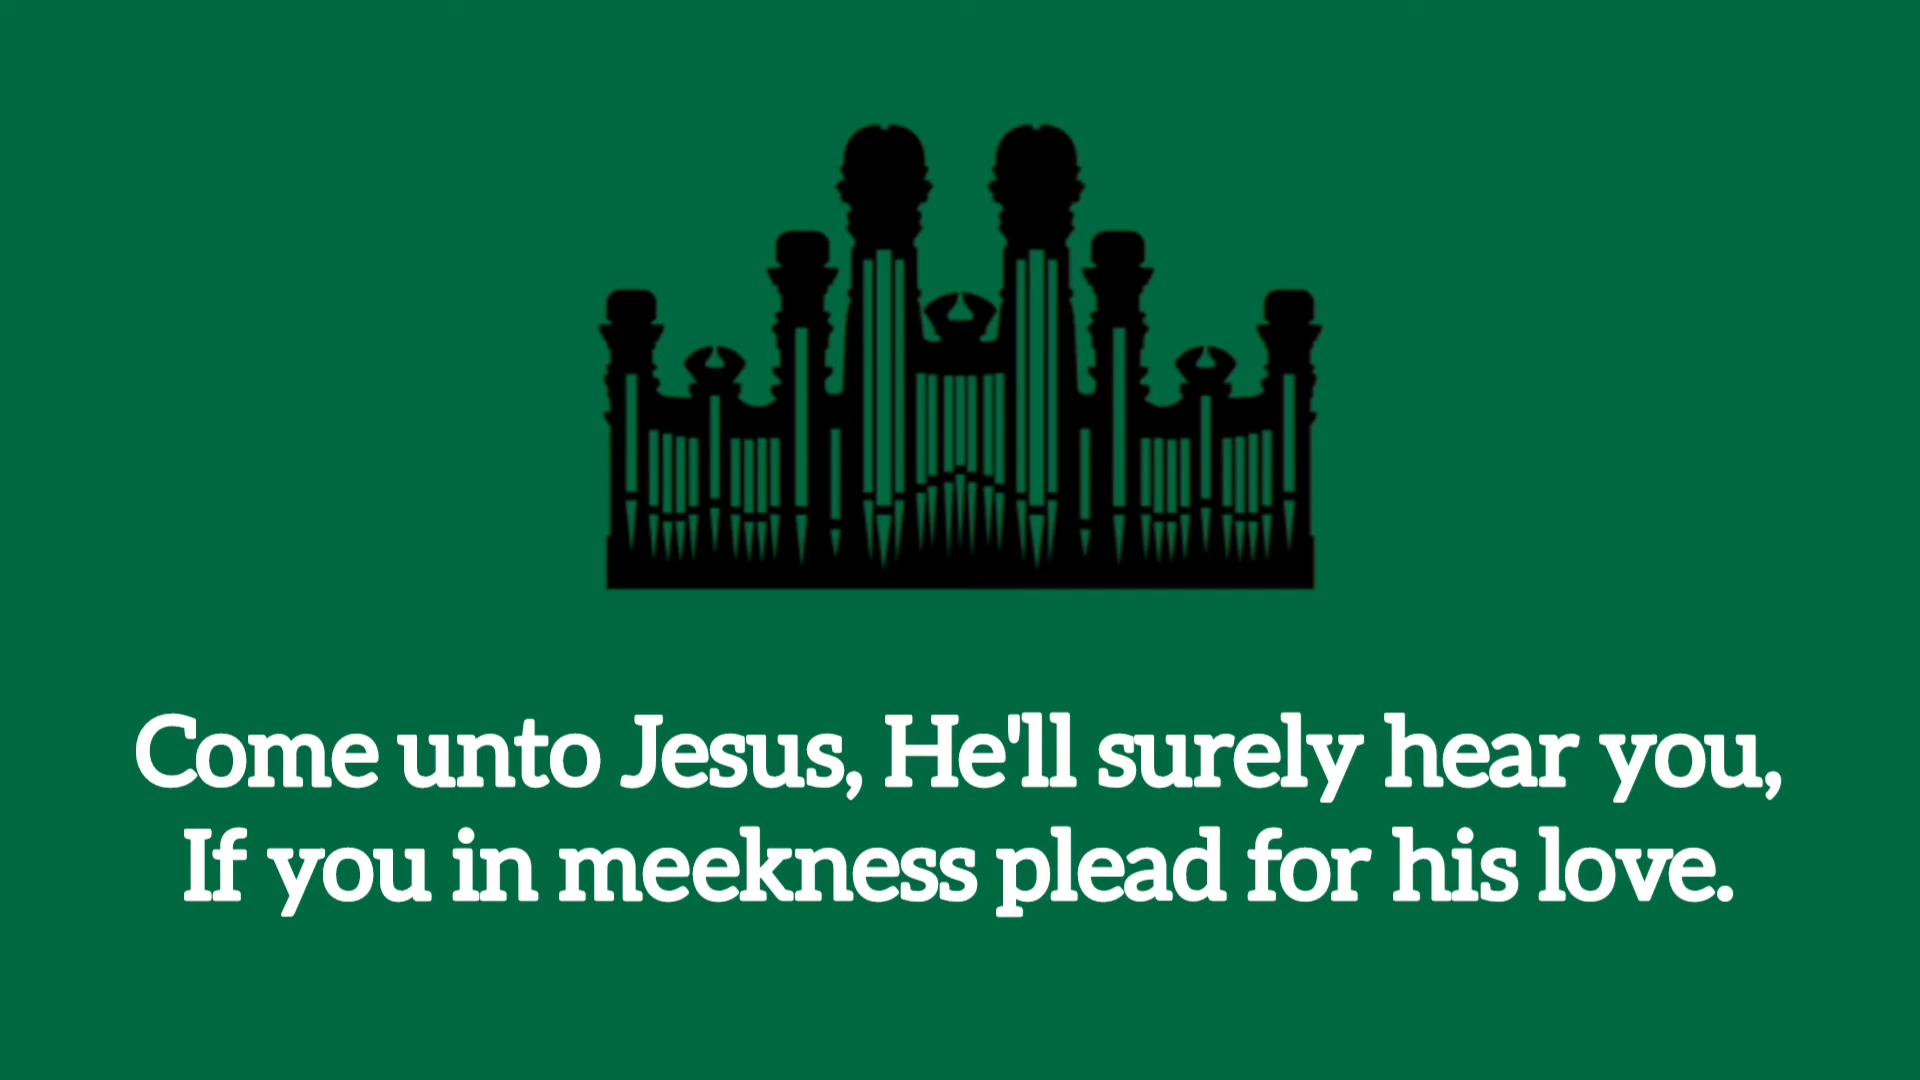 Come unto Jesus, He'll surely hear you,
If you in meekness plead for his love.